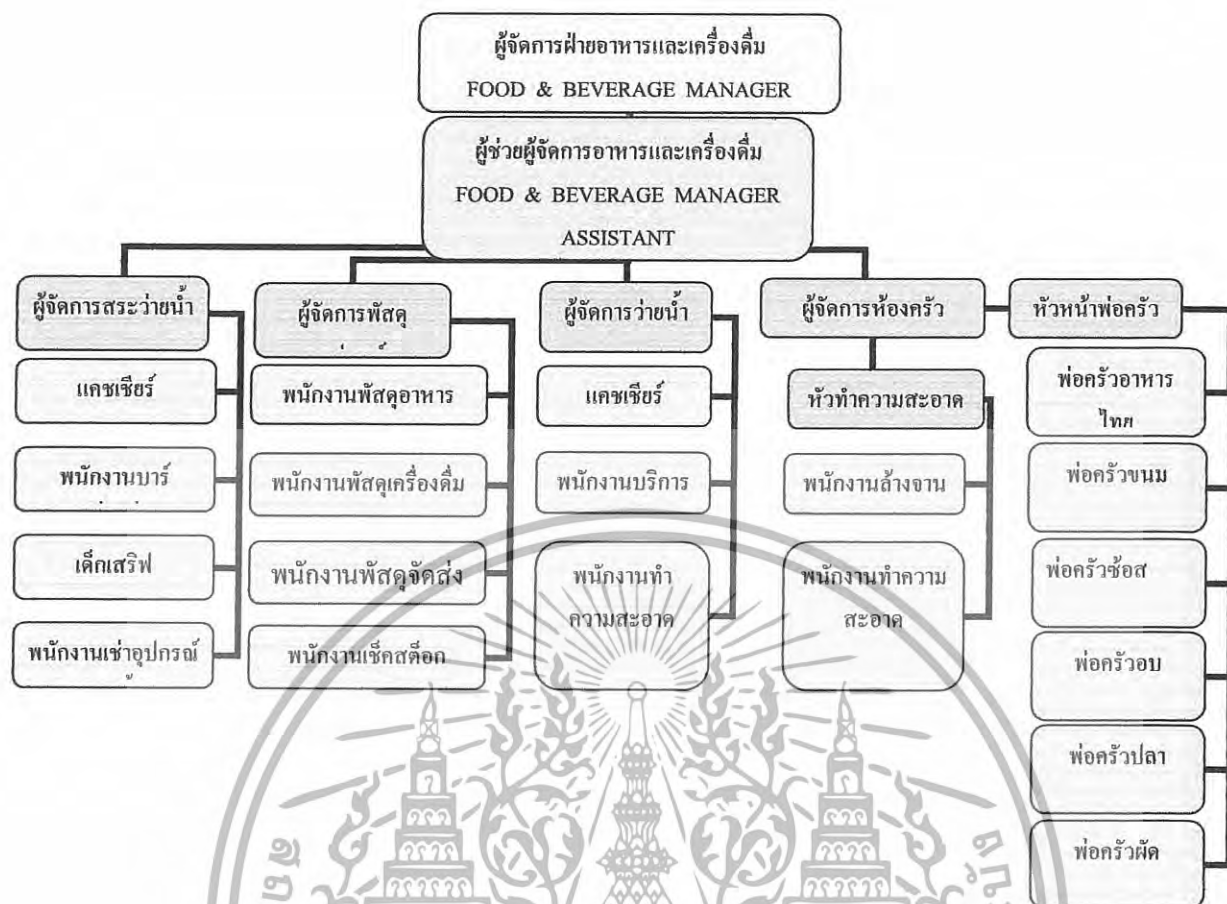 ผู้จัดการฝ่ายอาหารและเครื่องดื่ม
FOOD & BEVERAGE MANAGER
ผู้ช่วยผู้จัดการอาหารและเครื่องดื่ม
FOOD & BEVERAGE MANAGER
ASSISTANT
ผู้จัดการสระว่ายน้ำ
แคชเชียร์
พนักงานบาร์
เด็กเสริฟ
พนักงานเช่าอุปกรณ์
ผู้จัดการพัสดุ
พนักงานพัสดุอาหาร
พนักงานพัสดุเครื่องดื่ม
พนักงานพัสดุจัดส่ง
พนักงานเช็คสต็อก
ผู้จัดการว่ายน้ำ
แคชเชียร์
พนักงานบริการ
พนักงานทำ
ความสะอาด
ผู้จัดการห้องครัว
หัวทำความสะอาด
พนักงานล้างจาน
พนักงานทำความ
สะอาด
หัวหน้าพ่อครัว
พ่อครัวอาหาร
ไทย
พ่อครัวขนม
พ่อครัวซ้อส
พ่อครัวอบ
พ่อครัวปลา
พ่อครัวผัด